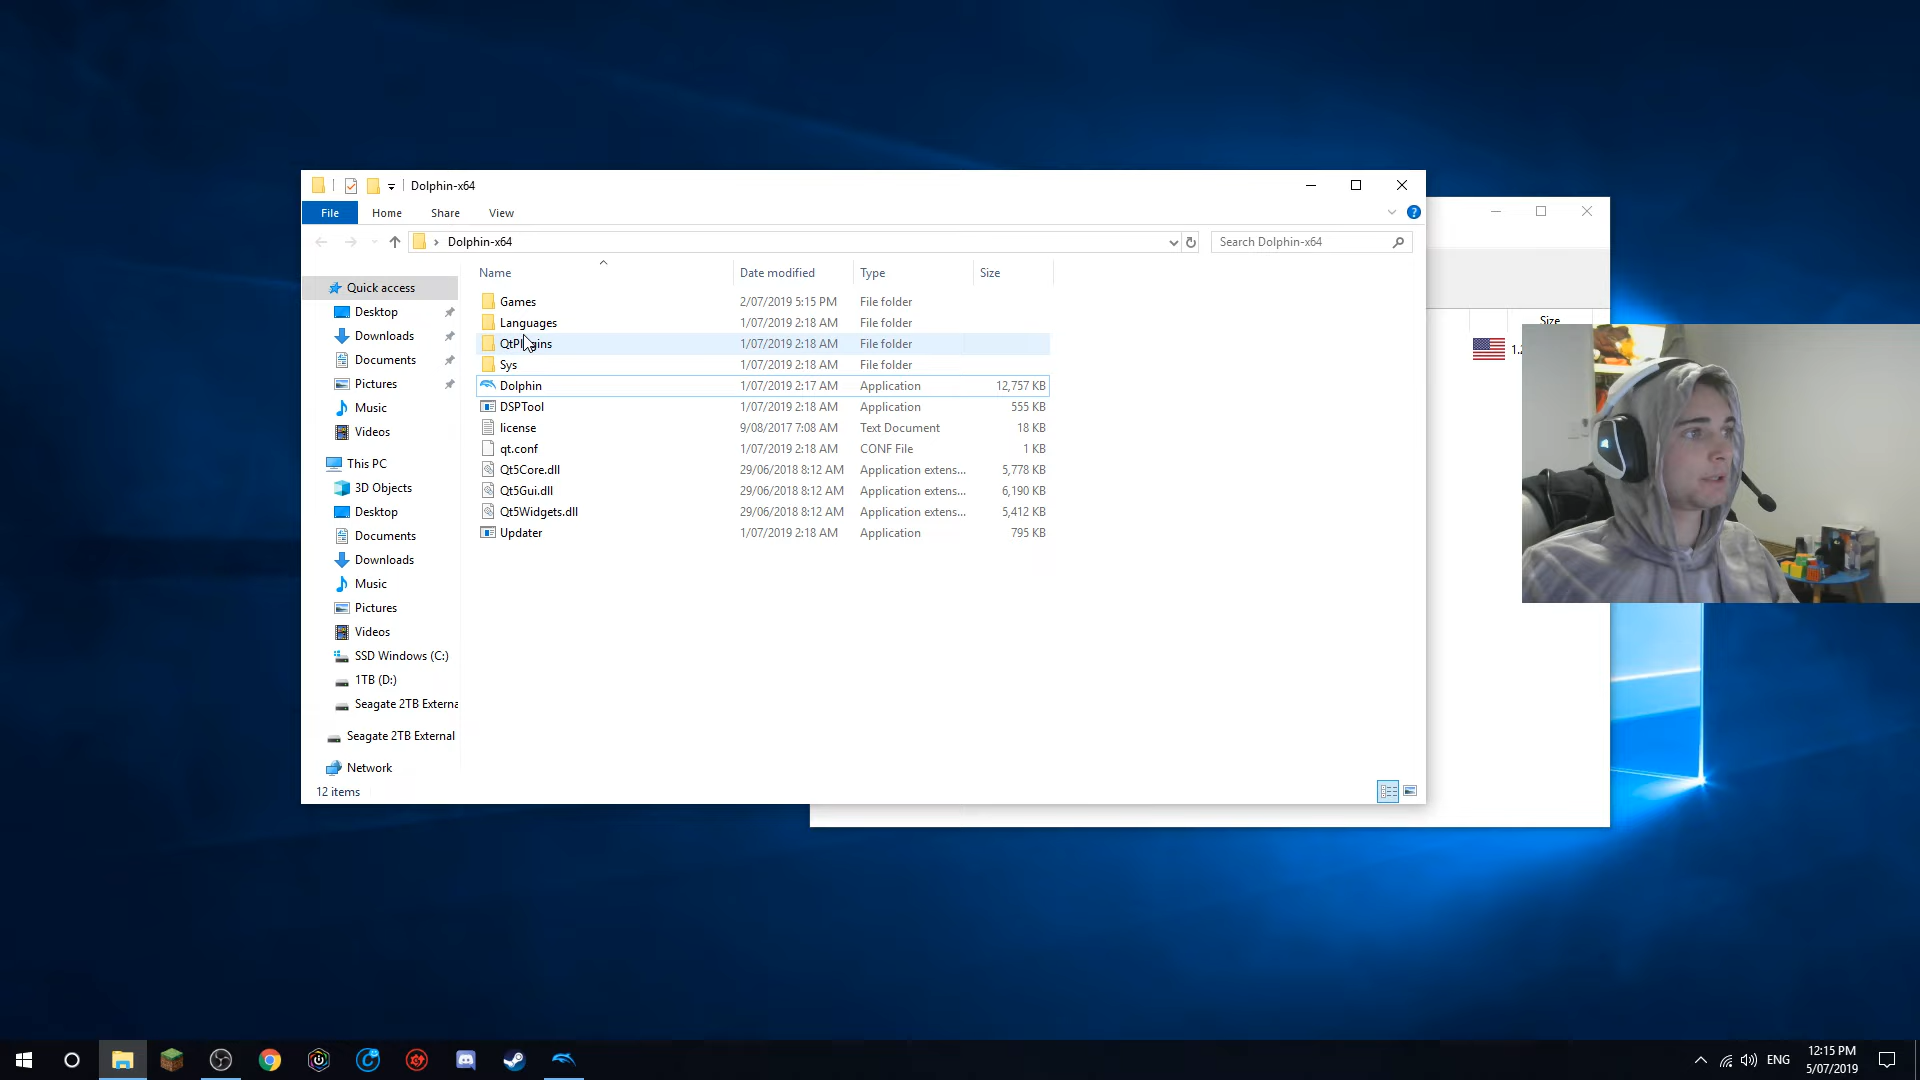 Dolphin-x64
File Home Share View
Dolphin-x64
Search Dolphin-x64
Name Date modified Type Size
Quick access
Desktop
Downloads
Documents
Pictures
Music
Videos
This PC
3D Objects
Desktop
Documents
Downloads
Music
Pictures
Videos
SSD Windows (C:)
1TB (D:)
Seagate 2TB Externa
Seagate 2TB External
Network
Games 2/07/2019 5:15 PM File folder
Languages 1/07/2019 2:18 AM File folder
QtPlugins 1/07/2019 2:18 AM File folder
Sys 1/07/2019 2:18 AM File folder
Dolphin 1/07/2019 2:17 AM Application 12,757 KB
DSPTool 1/07/2019 2:18 AM Application 555 KB
license 9/08/2017 7:08 AM Text Document 18 KB
qt.conf 1/07/2019 2:18 AM CONF File 1 KB
Qt5Core.dll 29/06/2018 8:12 AM Application extens... 5,778 KB
Qt5Gui.dll 29/06/2018 8:12 AM Application extens... 6,190 KB
Qt5Widgets.dll 29/06/2018 8:12 AM Application extens... 5,412 KB
Updater 1/07/2019 2:18 AM Application 795 KB
12 items
Size
ENG
12:15 PM
5/07/2019